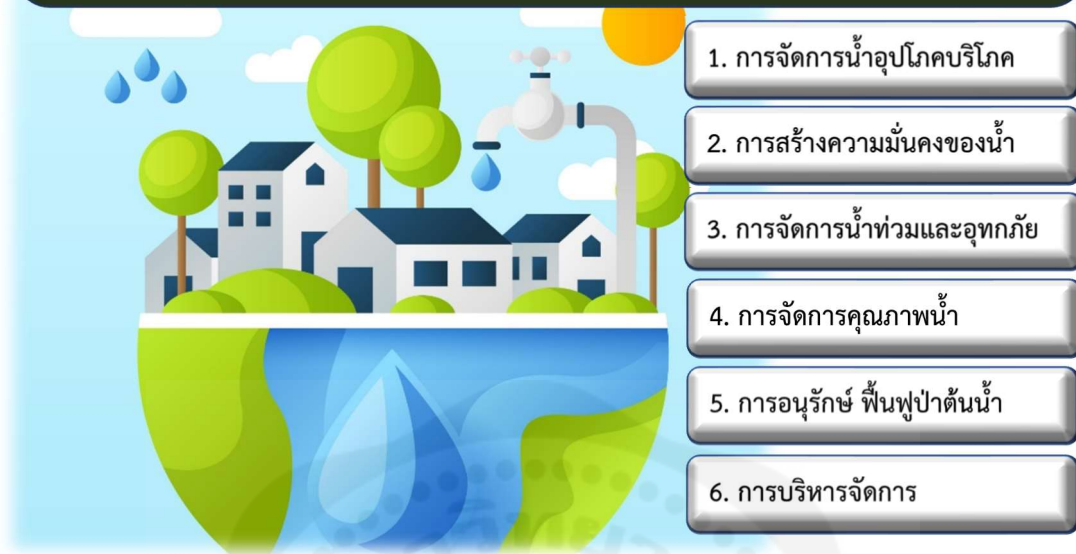 1. การจัดการน้ำอุปโภคบริโภค
2. การสร้างความมั่นคงของน้ำ
3. การจัดการน้ำท่วมและอุทกภัย
4. การจัดการคุณภาพน้ำ
5. การอนุรักษ์ ฟื้นฟูป่าต้นน้ำ
6. การบริหารจัดการ